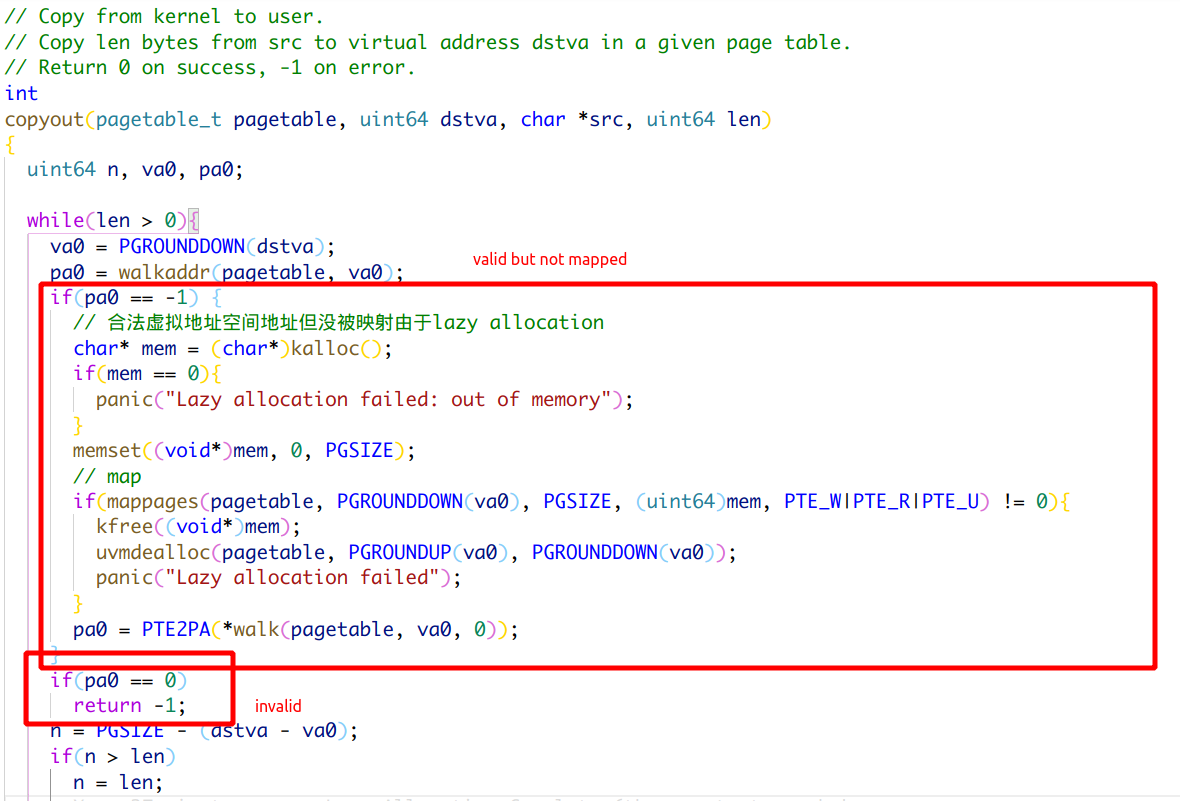 // Copy from kernel to user.
// Copy len bytes from src to virtual address dstva in a given page table.
// Return 0 on success, -1 on error.
int
copyout(pagetable_t pagetable, uint64 dstva, char *src, uint64 len)
{
uint64 n, va0, pa0;
while(len > 0){
va0 = PGROUNDDOWN(dstva);
valid but not mapped
pa0 = walkaddr(pagetable, va0);
if(pa0 == -1) {
// 合法虚拟地址空间地址但没被映射由于lazy allocation
char* mem = (char*)kalloc();
if(mem == 0){
panic("Lazy allocation failed: out of memory");
}
memset((void*)mem, 0, PGSIZE);
// map
if(mappages(pagetable, PGROUNDDOWN(va0), PGSIZE, (uint64)mem, PTE_W|PTE_R|PTE_U) != 0){
kfree((void*)mem);
uvmdealloc(pagetable, PGROUNDUP(va0), PGROUNDDOWN(va0));
panic("Lazy allocation failed");
}
pa0 = PTE2PA(*walk(pagetable, va0, 0));
}
if(pa0 == 0)
return -1;
invalid
n = PGSIZE - (dstva - va0);
if(n > len)
n = len;